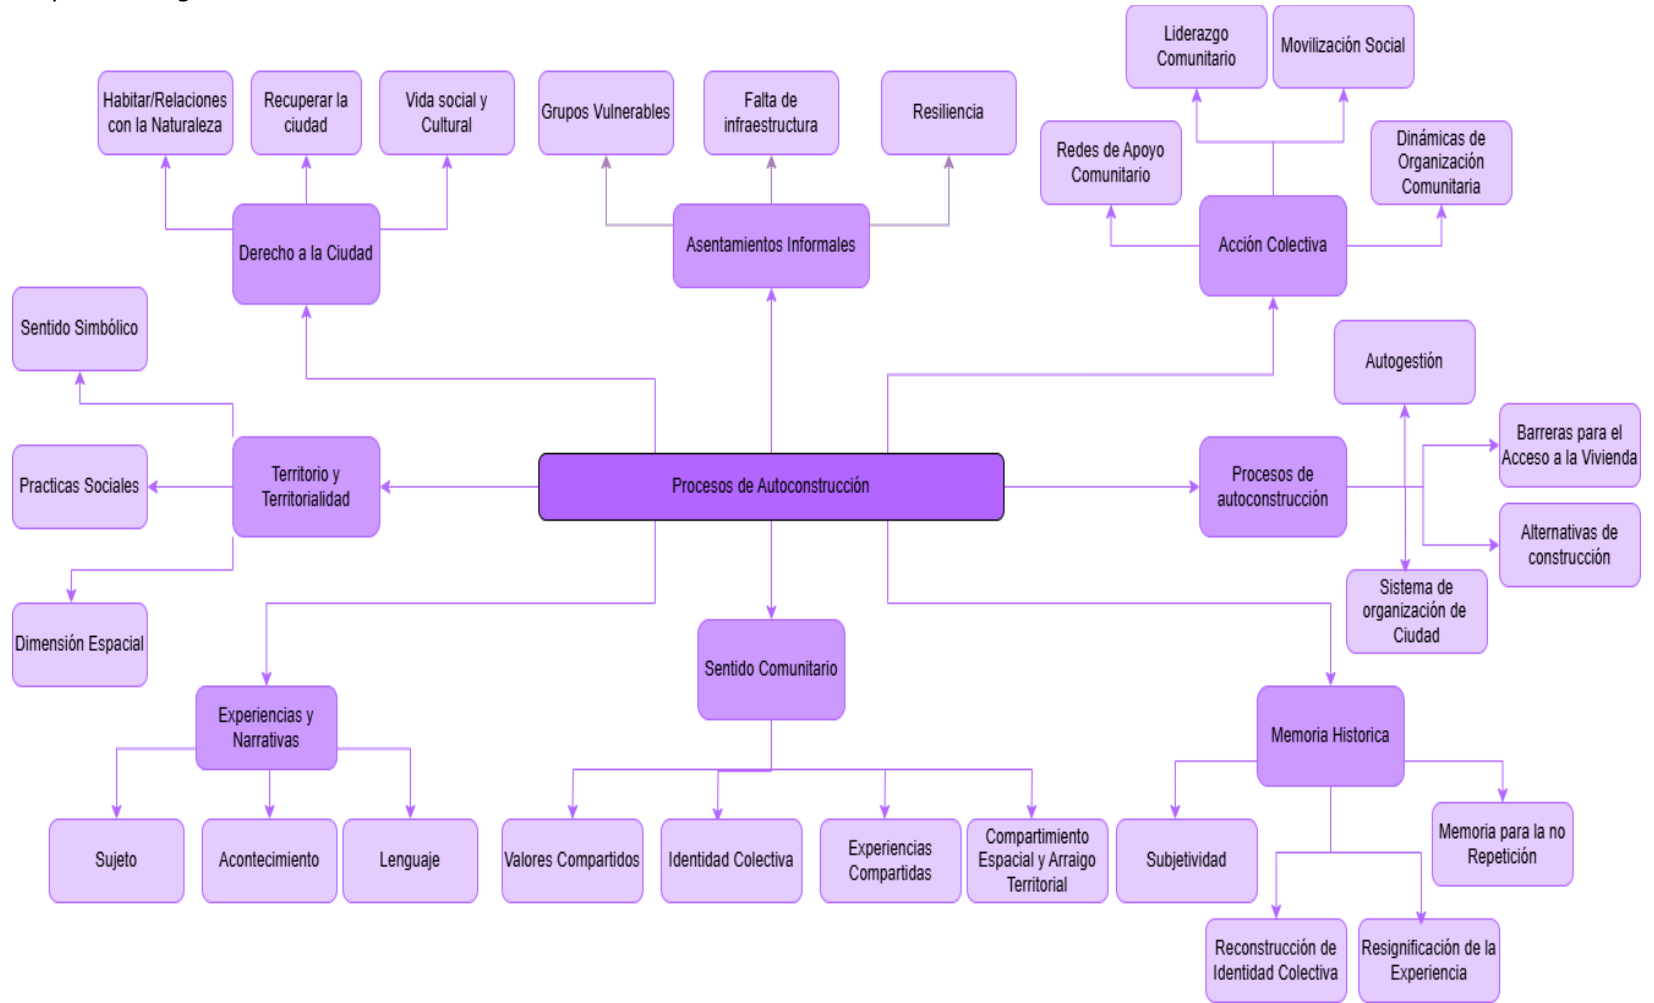 Liderazgo
Comunitario
Movilización Social
Habitar/Relaciones
con la Naturaleza
Recuperar la
ciudad
Vida social y
Cultural
Grupos Vulnerables
Falta de
infraestructura
Resiliencia
Redes de Apoyo
Comunitario
Dinámicas de
Organización
Comunitaria
Derecho a la Ciudad
Asentamientos Informales
Acción Colectiva
Sentido Simbólico
Autogestión
Barreras para el
Acceso a la Vivienda
Practicas Sociales
Territorio y
Territorialidad
Procesos de Autoconstrucción
Procesos de
autoconstrucción
Alternativas de
construcción
Sistema de
organización de
Ciudad
Dimensión Espacial
Sentido Comunitario
Experiencias y
Narrativas
Memoria Historica
Sujeto
Acontecimiento
Lenguaje
Valores Compartidos
Identidad Colectiva
Experiencias
Compartidas
Compartimiento
Espacial y Arraigo
Territorial
Subjetividad
Memoria para la no
Repetición
Reconstrucción de
Identidad Colectiva
Resignificación de la
Experiencia